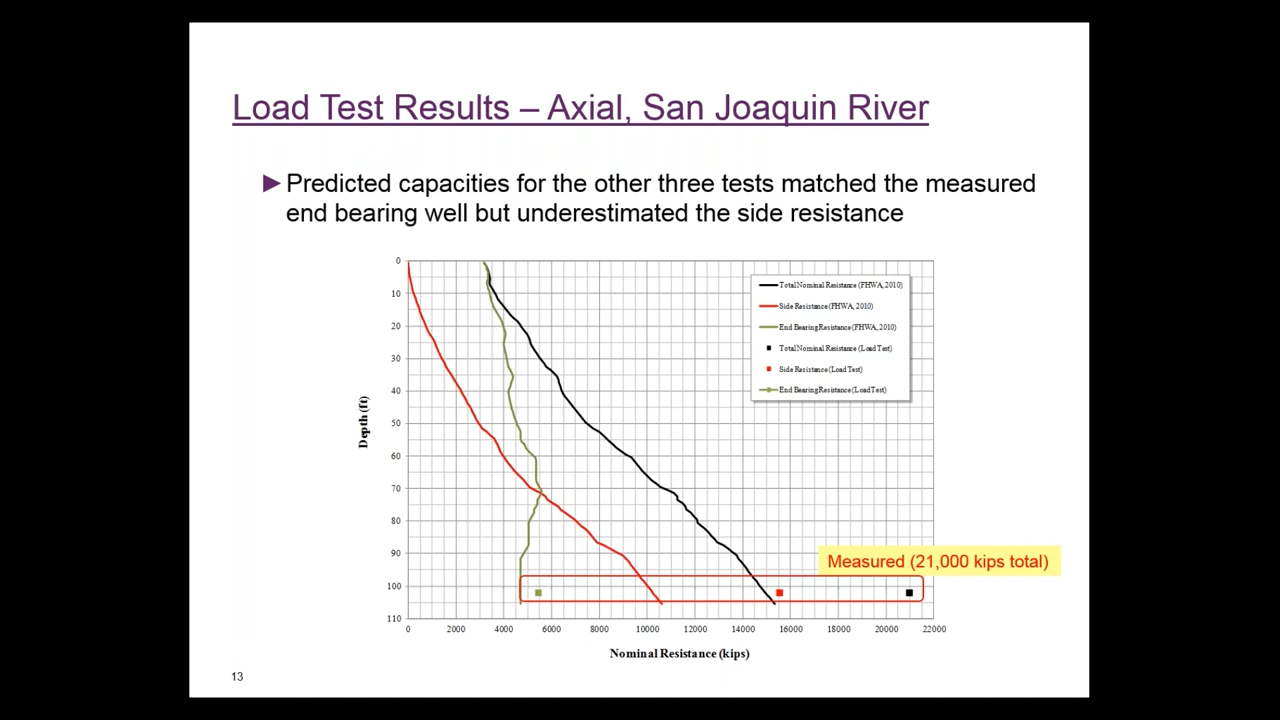 Load Test Results – Axial, San Joaquin River
►Predicted capacities for the other three tests matched the measured
end bearing well but underestimated the side resistance
0
10
20
30
40
50
60
70
80
90
100
110
Depth (ft)
Total Nominal Resistance (FHWA, 2010)
Side Resistance (FHWA, 2010)
End Bearing Resistance (FHWA, 2010)
Total Nominal Resistance (Load Test)
Side Resistance (Load Test)
End Bearing Resistance (Load Test)
Measured (21,000 kips total)
0 2000 4000 6000 8000 10000 12000 14000 16000 18000 20000 22000
Nominal Resistance (kips)
13